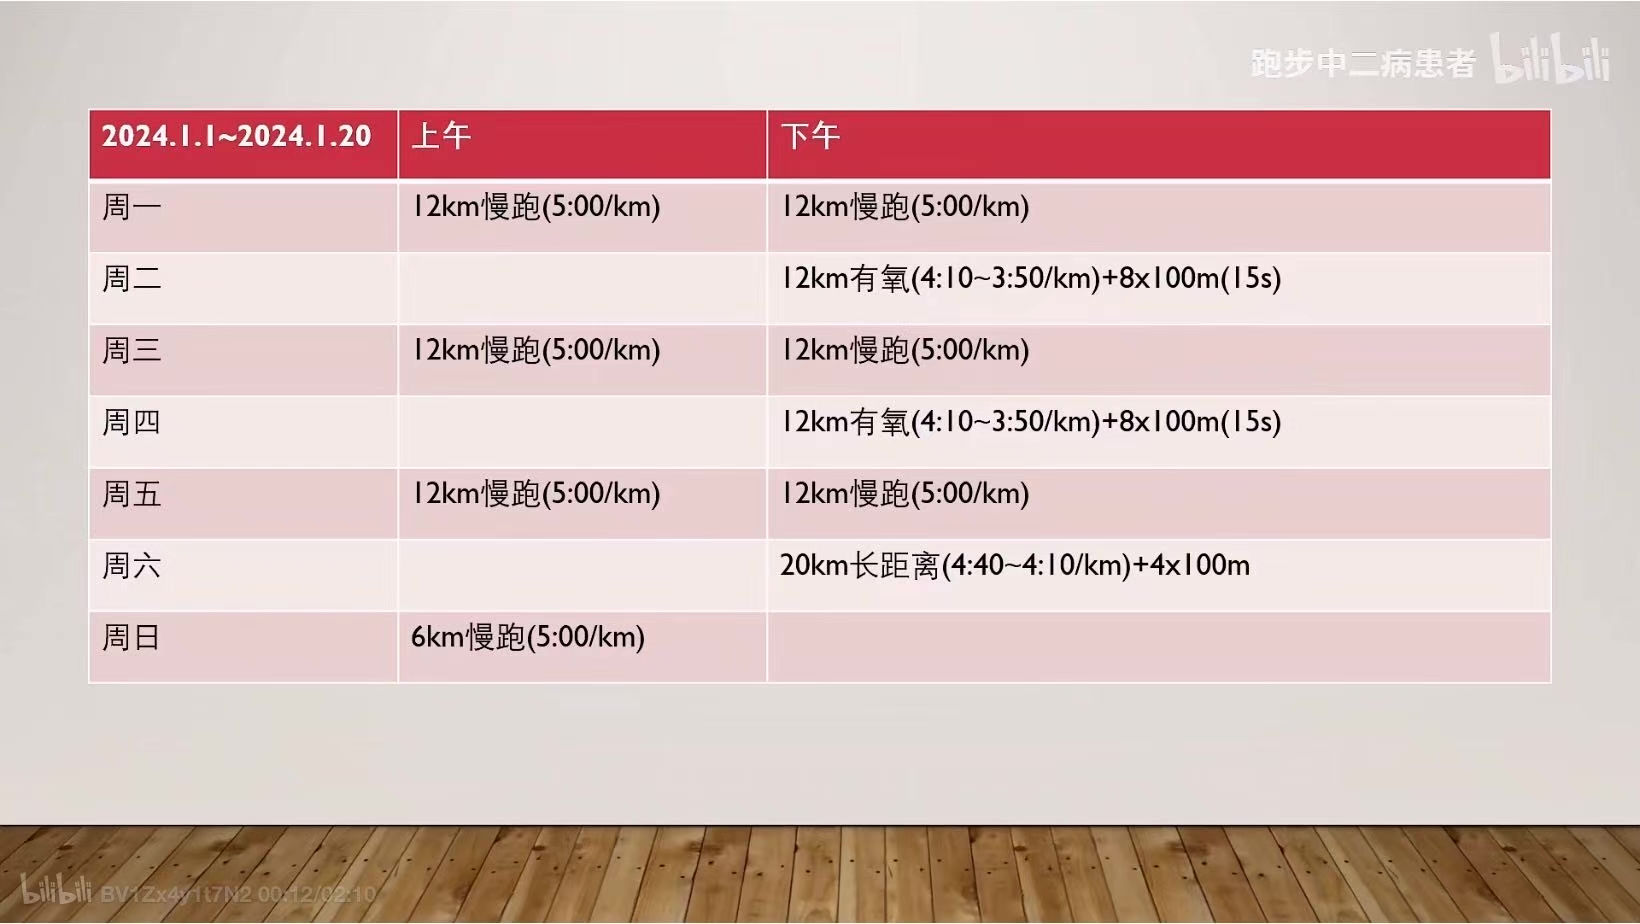 跑步中二病患者 bilibili
2024.1.1~2024.1.20 上午 下午
周一 12km慢跑(5:00/km) 12km慢跑(5:00/km)
周二 12km有氧(4:10~3:50/km)+8x100m(15s)
周三 12km慢跑(5:00/km) 12km慢跑(5:00/km)
周四 12km有氧(4:10~3:50/km)+8x100m(15s)
周五 12km慢跑(5:00/km) 12km慢跑(5:00/km)
周六 20km长距离(4:40~4:10/km)+4x100m
周日 6km慢跑(5:00/km)
bilibili BV1Zx4y1t7N2 00:12/02:10